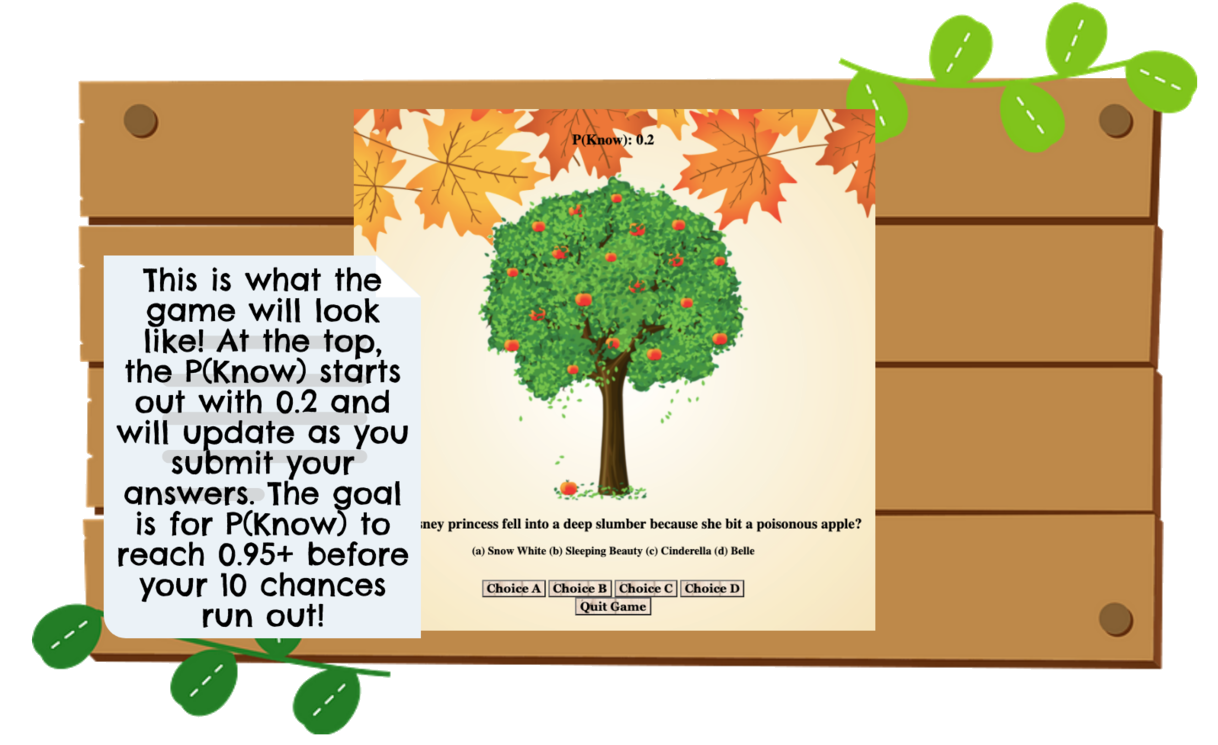 P(Know): 0.2
This is what the
game will look
like! At the top,
the P(Know) starts
out with 0.2 and
will update as you
submit your
answers. The goal
is for P(Know) to
reach 0.95+ before
your 10 chances
run out!
princess fell into a deep slumber because she bit a poisonous apple?
(a) Snow White (b) Sleeping Beauty (c) Cinderella (d) Belle
Choice A Choice B Choice C Choice D
Quit Game